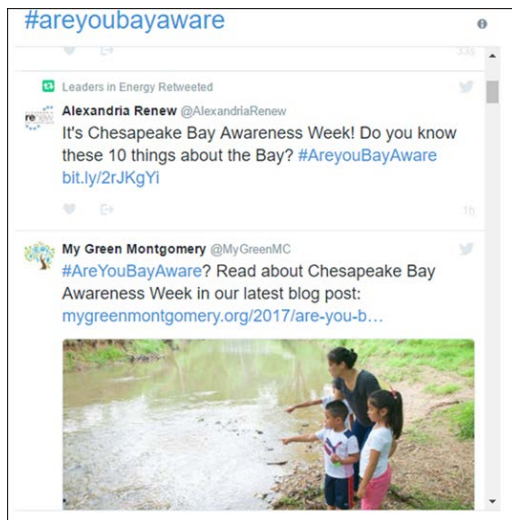 #areyoubayaware
Leaders in Energy Retweeted
Alexandria Renew @AlexandriaRenew
It's Chesapeake Bay Awareness Week! Do you know
these 10 things about the Bay? #AreyouBayAware
bit.ly/2rJKgYi
1h
My Green Montgomery @MyGreenMC
#AreYouBayAware? Read about Chesapeake Bay
Awareness Week in our latest blog post:
mygreenmontgomery.org/2017/are-you-b…